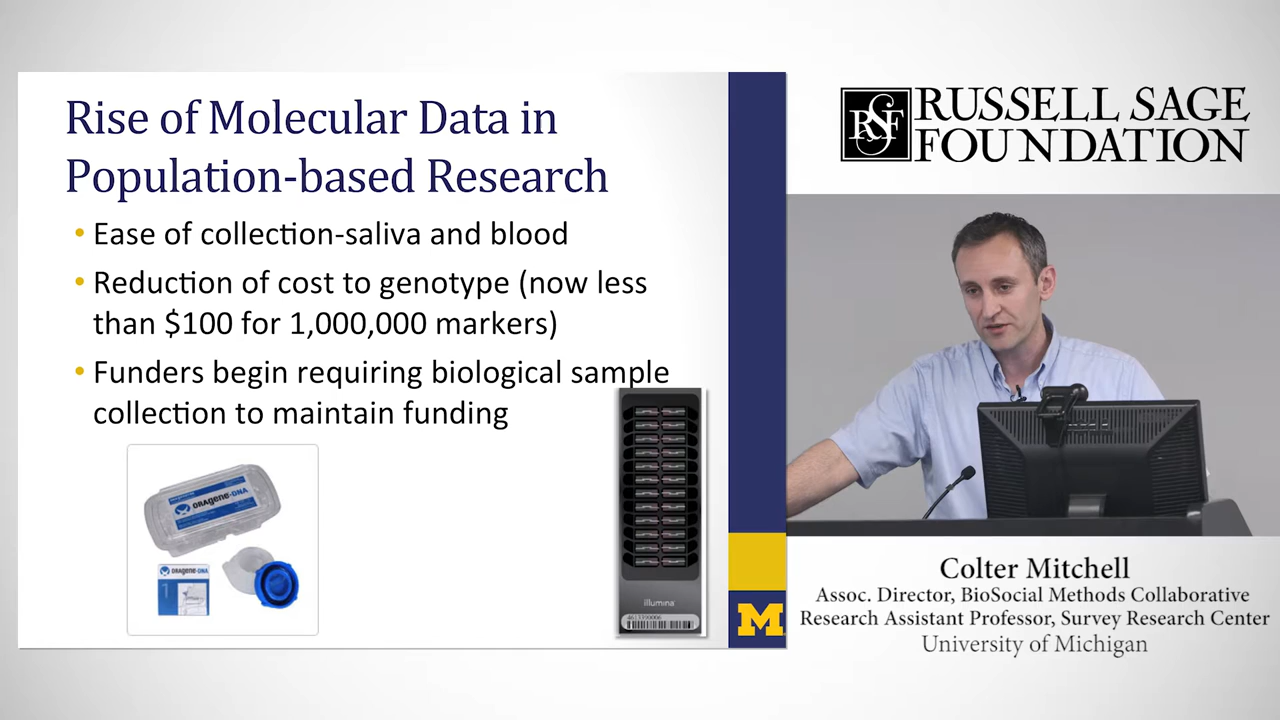 Rise of Molecular Data in
Population-based Research
• Ease of collection-saliva and blood
• Reduction of cost to genotype (now less
than $100 for 1,000,000 markers)
• Funders begin requiring biological sample
collection to maintain funding
ORAgene•DNA
ORAgene•DNA
illumina
M
RSF
RUSSELL SAGE
FOUNDATION
Colter Mitchell
Assoc. Director, BioSocial Methods Collaborative
Research Assistant Professor, Survey Research Center
University of Michigan